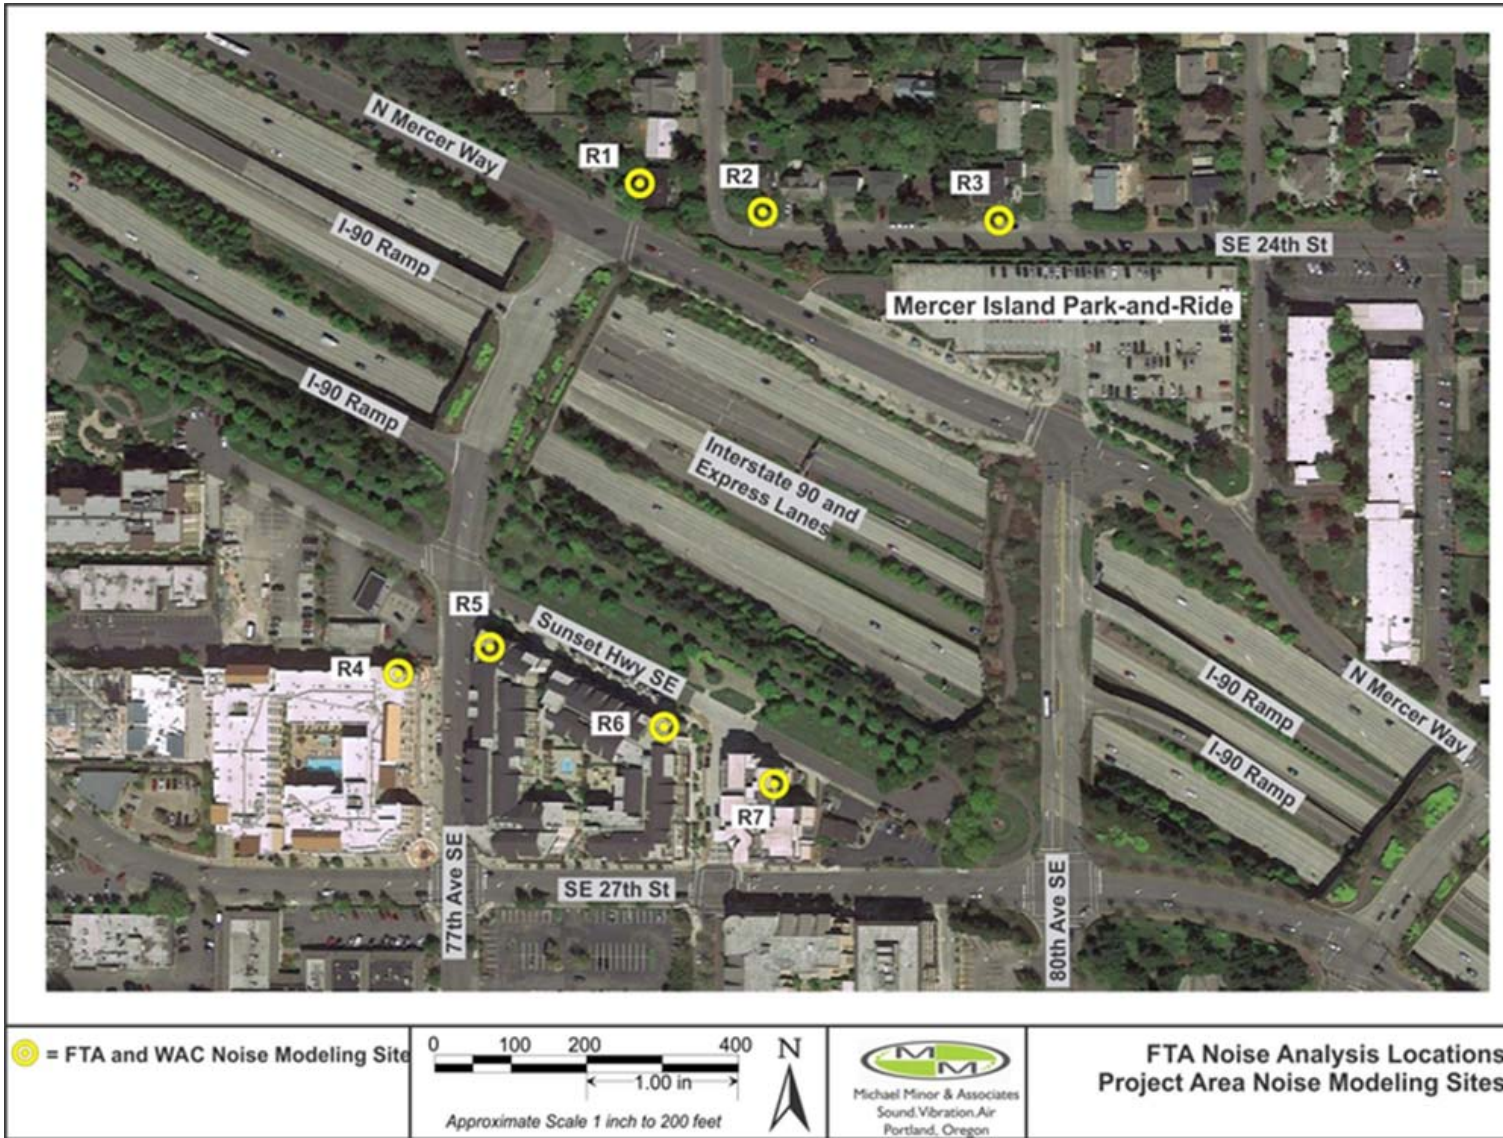 N Mercer Way
R1
R2
R3
I-90 Ramp
SE 24th St
Mercer Island Park-and-Ride
I-90 Ramp
Interstate 90 and
Express Lanes
R5
Sunset Hwy SE
R4
R6
I-90 Ramp
N Mercer Way
I-90 Ramp
R7
77th Ave SE
SE 27th St
80th Ave SE
= FTA and WAC Noise Modeling Site
0 100 200 400
1.00 in
Approximate Scale 1 inch to 200 feet
N
M M
Michael Minor & Associates
Sound.Vibration.Air
Portland, Oregon
FTA Noise Analysis Locations
Project Area Noise Modeling Sites